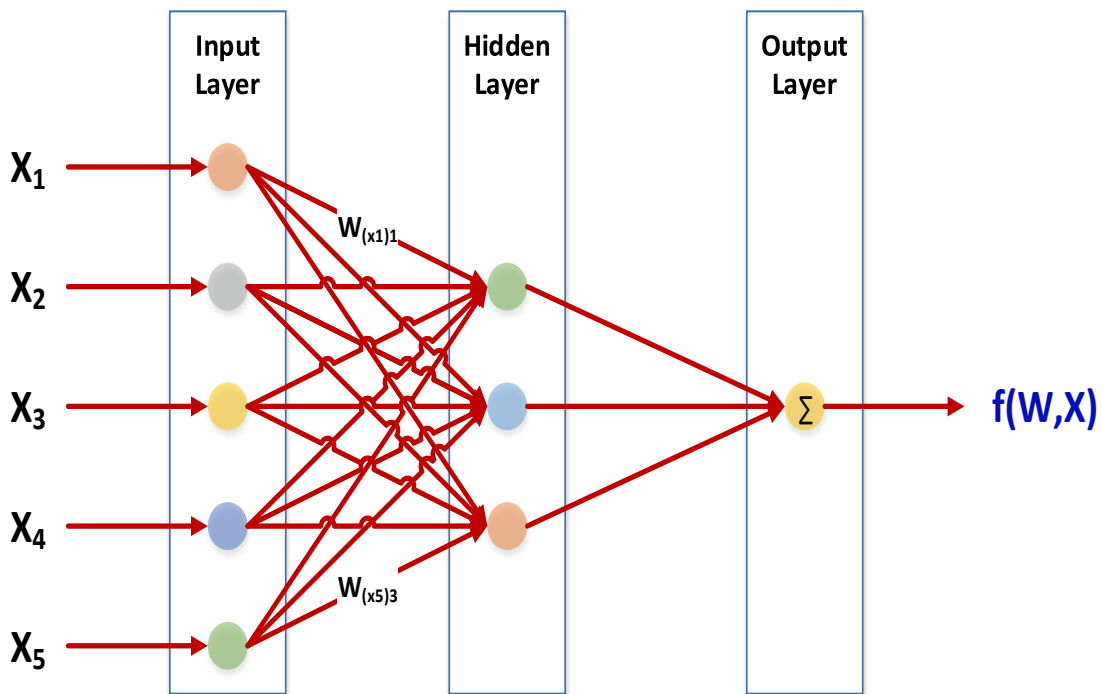 Input
Layer
Hidden
Layer
Output
Layer
X₁
W₍ₓ₁₎₁
X₂
X₃
Σ
f(W,X)
X₄
W₍ₓ₅₎₃
X₅